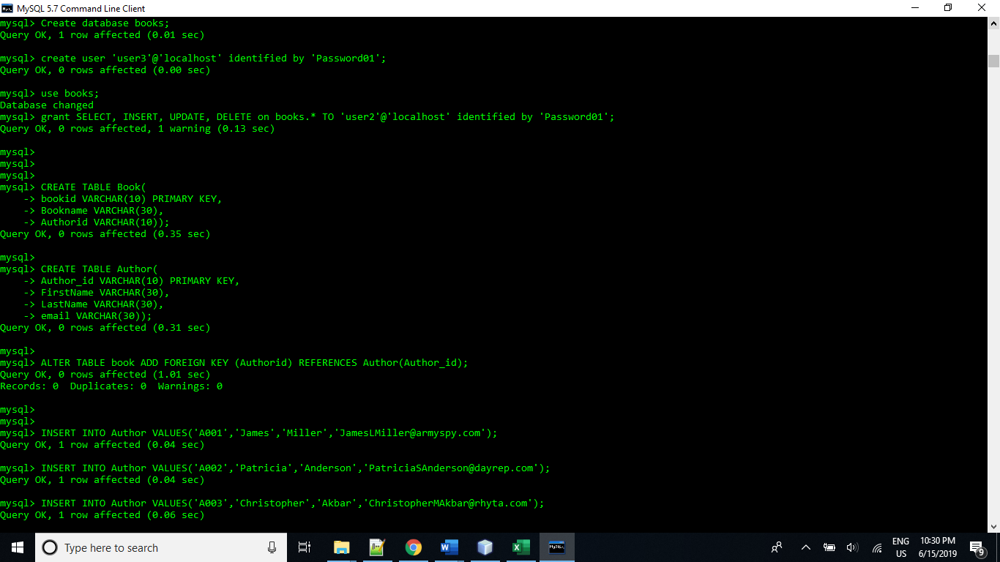 MySQL 5.7 Command Line Client
mysql> Create database books;
Query OK, 1 row affected (0.01 sec)
mysql> create user 'user3'@'localhost' identified by 'Password01';
Query OK, 0 rows affected (0.00 sec)
mysql> use books;
Database changed
mysql> grant SELECT, INSERT, UPDATE, DELETE on books.* TO 'user2'@'localhost' identified by 'Password01';
Query OK, 0 rows affected, 1 warning (0.13 sec)
mysql>
mysql>
mysql>
mysql> CREATE TABLE Book(
    -> bookid VARCHAR(10) PRIMARY KEY,
    -> Bookname VARCHAR(30),
    -> Authorid VARCHAR(10));
Query OK, 0 rows affected (0.35 sec)
mysql>
mysql> CREATE TABLE Author(
    -> Author_id VARCHAR(10) PRIMARY KEY,
    -> FirstName VARCHAR(30),
    -> LastName VARCHAR(30),
    -> email VARCHAR(30));
Query OK, 0 rows affected (0.31 sec)
mysql>
mysql> ALTER TABLE book ADD FOREIGN KEY (Authorid) REFERENCES Author(Author_id);
Query OK, 0 rows affected (1.01 sec)
Records: 0  Duplicates: 0  Warnings: 0
mysql>
mysql>
mysql> INSERT INTO Author VALUES('A001','James','Miller','JamesLMiller@armyspy.com');
Query OK, 1 row affected (0.04 sec)
mysql> INSERT INTO Author VALUES('A002','Patricia','Anderson','PatriciaSAnderson@dayrep.com');
Query OK, 1 row affected (0.04 sec)
mysql> INSERT INTO Author VALUES('A003','Christopher','Akbar','ChristopherMAkbar@rhyta.com');
Query OK, 1 row affected (0.06 sec)
Type here to search
ENG
US
10:30 PM
6/15/2019
9